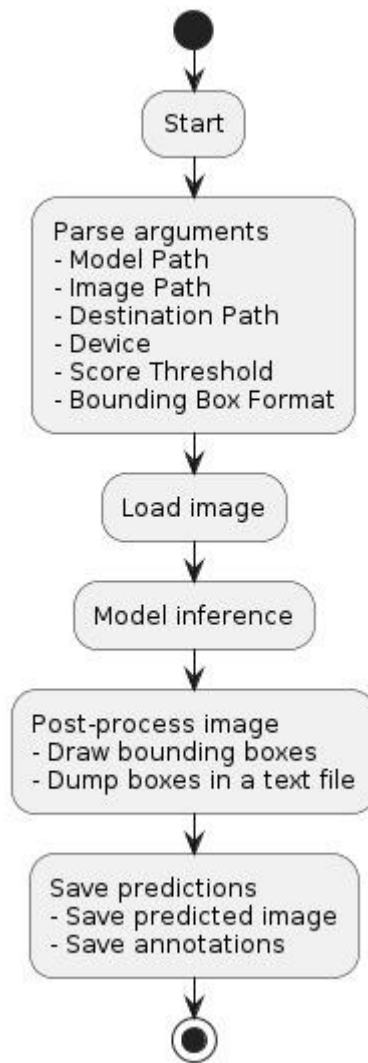 Start
Parse arguments
- Model Path
- Image Path
- Destination Path
- Device
- Score Threshold
- Bounding Box Format
Load image
Model inference
Post-process image
- Draw bounding boxes
- Dump boxes in a text file
Save predictions
- Save predicted image
- Save annotations